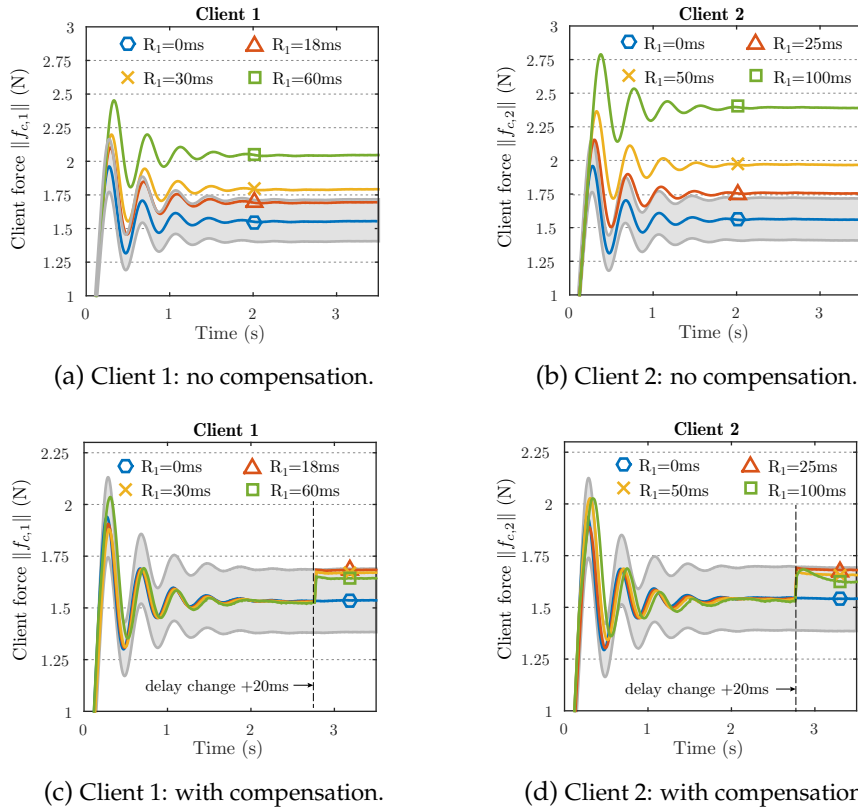 Client 1
3
2.75
2.5
2.25
2
1.75
1.5
1.25
1
Client force ‖f_{c,1}‖ (N)
R₁=0ms R₁=18ms
R₁=30ms R₁=60ms
0 1 2 3
Time (s)
(a) Client 1: no compensation.
Client 2
3
2.75
2.5
2.25
2
1.75
1.5
1.25
1
Client force ‖f_{c,2}‖ (N)
R₁=0ms R₁=25ms
R₁=50ms R₁=100ms
0 1 2 3
Time (s)
(b) Client 2: no compensation.
Client 1
2.25
2
1.75
1.5
1.25
1
Client force ‖f_{c,1}‖ (N)
R₁=0ms R₁=18ms
R₁=30ms R₁=60ms
delay change +20ms
0 1 2 3
Time (s)
(c) Client 1: with compensation.
Client 2
2.25
2
1.75
1.5
1.25
1
Client force ‖f_{c,2}‖ (N)
R₁=0ms R₁=25ms
R₁=50ms R₁=100ms
delay change +20ms
0 1 2 3
Time (s)
(d) Client 2: with compensation